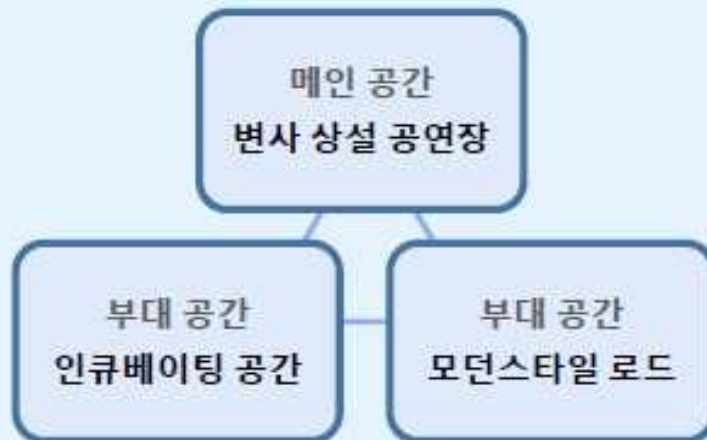 메인 공간
변사 상설 공연장
부대 공간
인큐베이팅 공간
부대 공간
모던스타일 로드